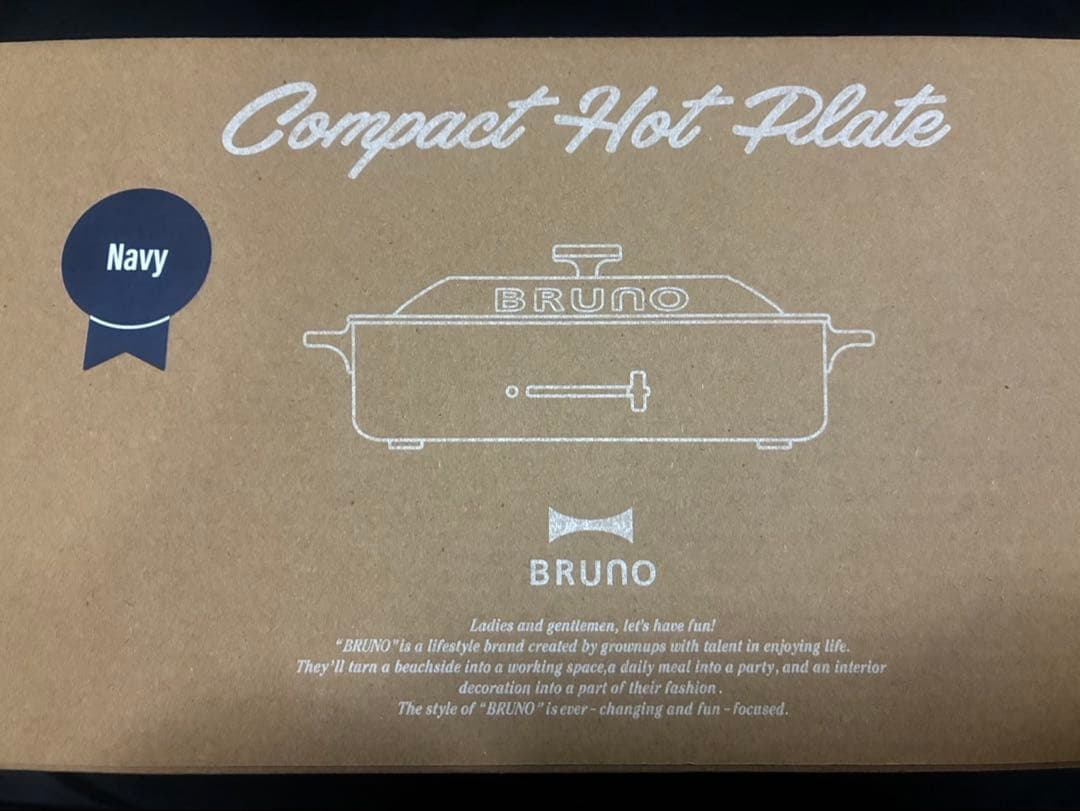 Compact Hot Plate
Navy
BRUNO
BRUNO
Ladies and gentlemen, let's have fun!
“BRUNO” is a lifestyle brand created by grownups with talent in enjoying life.
They'll turn a beachside into a working space,a daily meal into a party, and an interior
decoration into a part of their fashion.
The style of “BRUNO” is ever-changing and fun-focused.